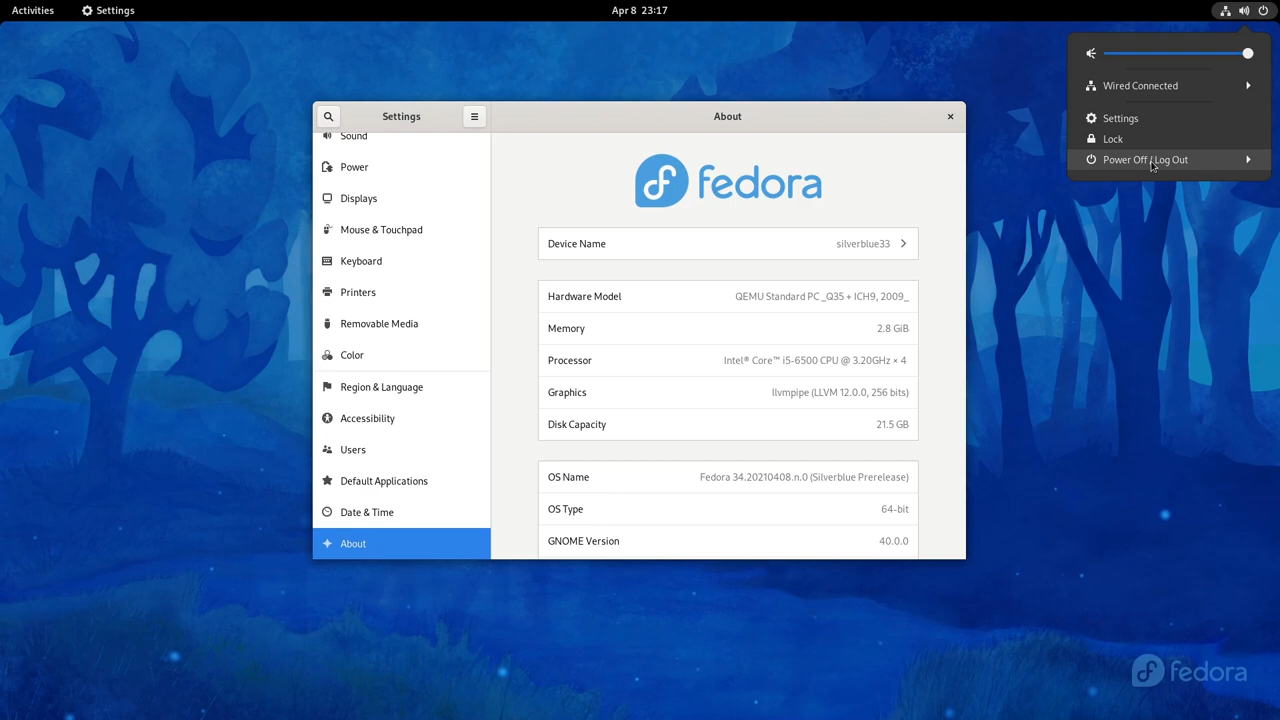 Activities Settings Apr 8 23:17
Wired Connected
Settings
Lock
Power Off / Log Out
Settings About
Sound
Power
Displays
Mouse & Touchpad
Keyboard
Printers
Removable Media
Color
Region & Language
Accessibility
Users
Default Applications
Date & Time
About
fedora
Device Name silverblue33
Hardware Model QEMU Standard PC _Q35 + ICH9, 2009_
Memory 2.8 GiB
Processor Intel® Core™ i5-6500 CPU @ 3.20GHz × 4
Graphics llvmpipe (LLVM 12.0.0, 256 bits)
Disk Capacity 21.5 GB
OS Name Fedora 34.20210408.n.0 (Silverblue Prerelease)
OS Type 64-bit
GNOME Version 40.0.0
fedora